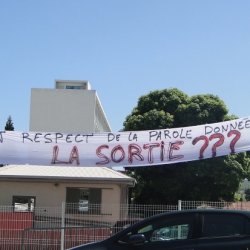 RESPECT DE LA PAROLE DONNÉE
LA SORTIE ???